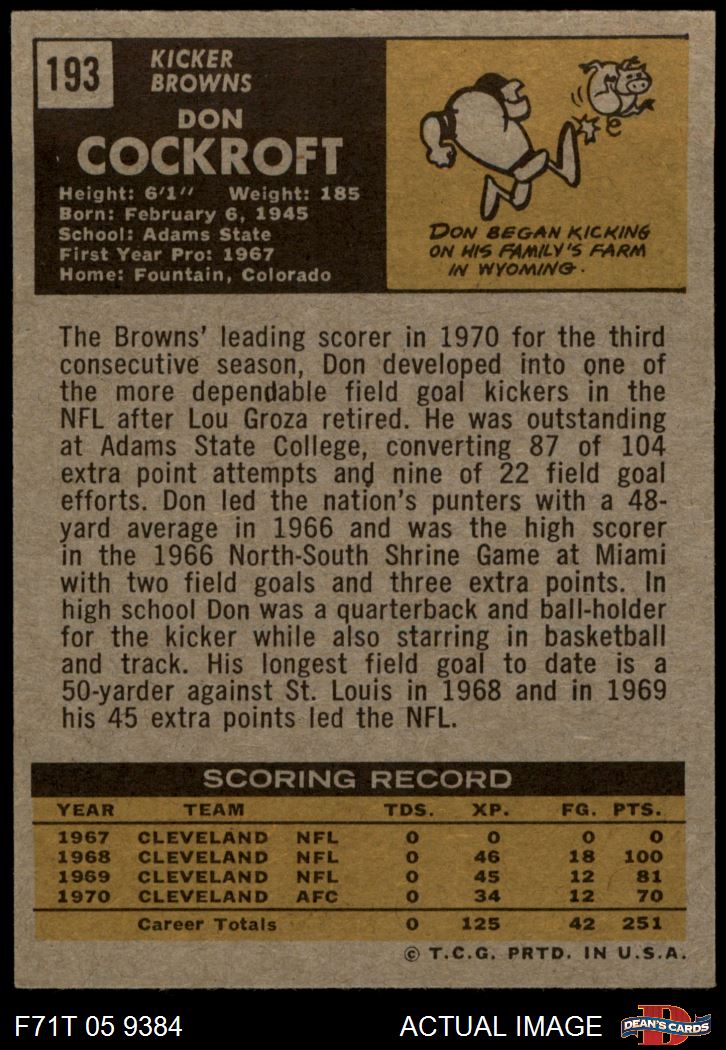 193
KICKER
BROWNS
DON
COCKROFT
Height: 6'1" Weight: 185
Born: February 6, 1945
School: Adams State
First Year Pro: 1967
Home: Fountain, Colorado
DON BEGAN KICKING
ON HIS FAMILY'S FARM
IN WYOMING.
The Browns' leading scorer in 1970 for the third
consecutive season, Don developed into one of
the more dependable field goal kickers in the
NFL after Lou Groza retired. He was outstanding
at Adams State College, converting 87 of 104
extra point attempts and nine of 22 field goal
efforts. Don led the nation's punters with a 48-
yard average in 1966 and was the high scorer
in the 1966 North-South Shrine Game at Miami
with two field goals and three extra points. In
high school Don was a quarterback and ball-holder
for the kicker while also starring in basketball
and track. His longest field goal to date is a
50-yarder against St. Louis in 1968 and in 1969
his 45 extra points led the NFL.
SCORING RECORD
YEAR TEAM TDS. XP. FG. PTS.
1967 CLEVELAND NFL 0 0 0 0
1968 CLEVELAND NFL 0 46 18 100
1969 CLEVELAND NFL 0 45 12 81
1970 CLEVELAND AFC 0 34 12 70
Career Totals 0 125 42 251
© T.C.G. PRTD. IN U.S.A.
F71T 05 9384 ACTUAL IMAGE
D
DEAN'S CARDS